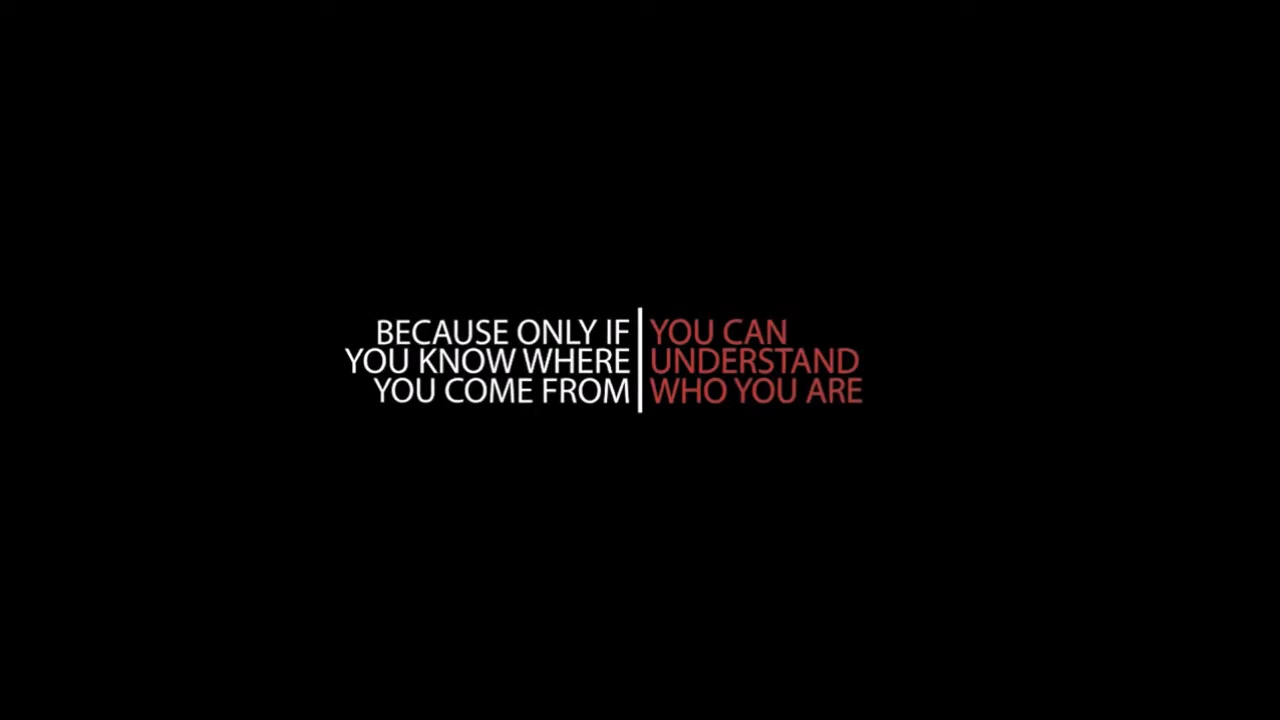 BECAUSE ONLY IF
YOU KNOW WHERE
YOU COME FROM
YOU CAN
UNDERSTAND
WHO YOU ARE